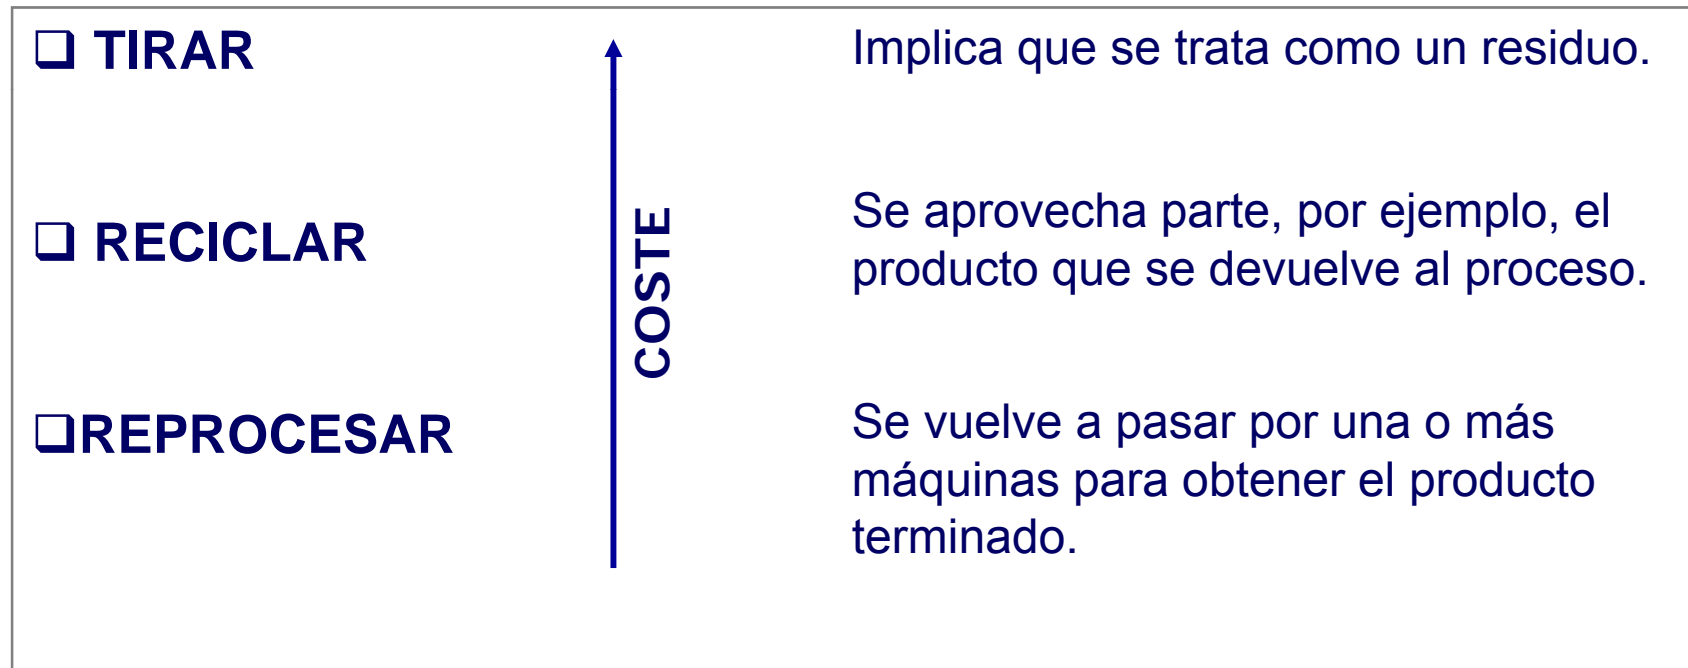 ❑ TIRAR
Implica que se trata como un residuo.
❑ RECICLAR
Se aprovecha parte, por ejemplo, el
producto que se devuelve al proceso.
COSTE
❑REPROCESAR
Se vuelve a pasar por una o más
máquinas para obtener el producto
terminado.